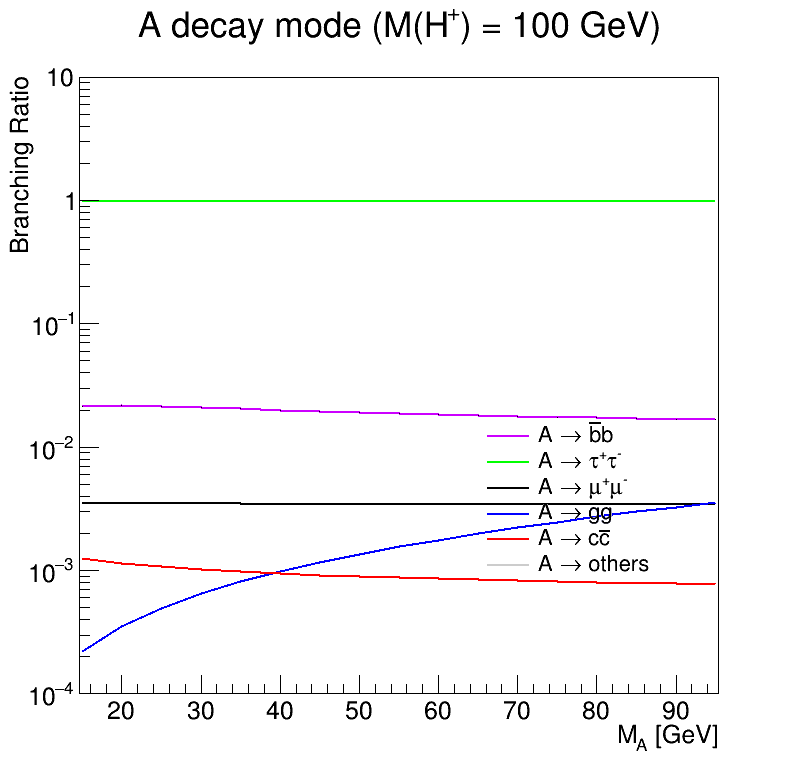 A decay mode (M(H⁺) = 100 GeV)
Branching Ratio
10
1
10⁻¹
10⁻²
10⁻³
10⁻⁴
A → b̅b
A → τ⁺τ⁻
A → μ⁺μ⁻
A → gg
A → cc̅
A → others
20 30 40 50 60 70 80 90
M_A [GeV]